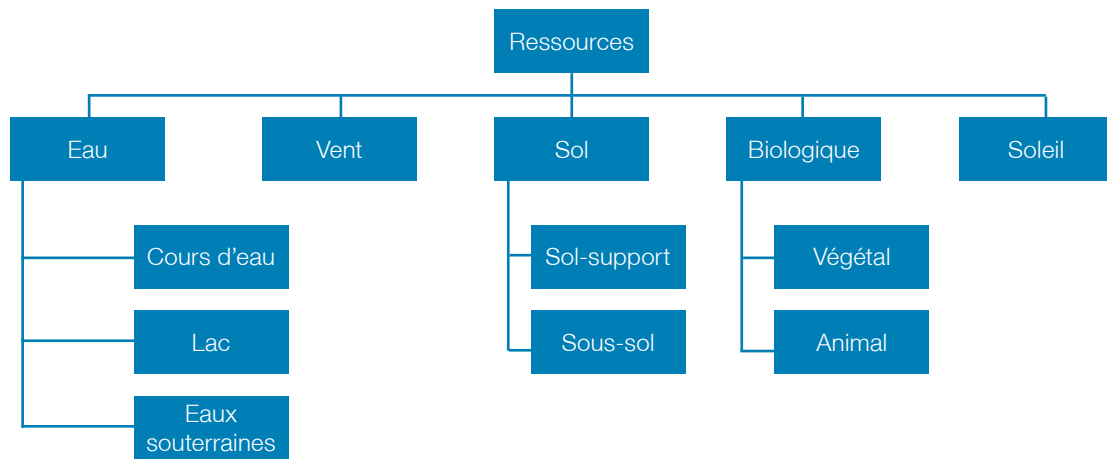 Ressources
Eau
Vent
Sol
Biologique
Soleil
Cours d'eau
Sol-support
Végétal
Lac
Sous-sol
Animal
Eaux
souterraines